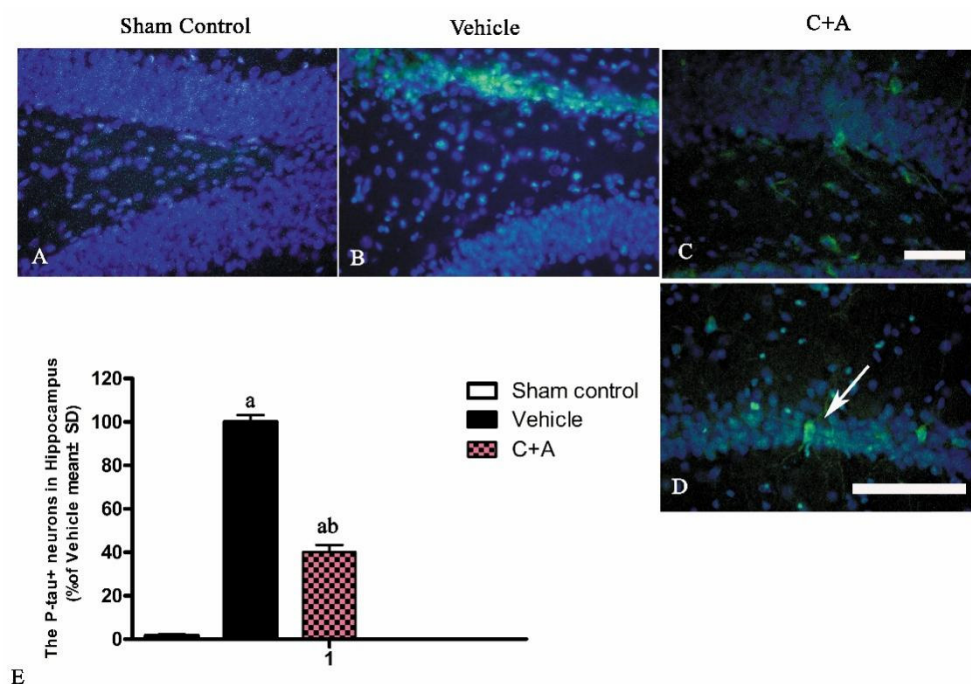 Sham Control
Vehicle
C+A
A
B
C
D
The P-tau+ neurons in Hippocampus
(%of Vehicle mean± SD)
120
100
80
60
40
20
0
a
ab
1
Sham control
Vehicle
C+A
E